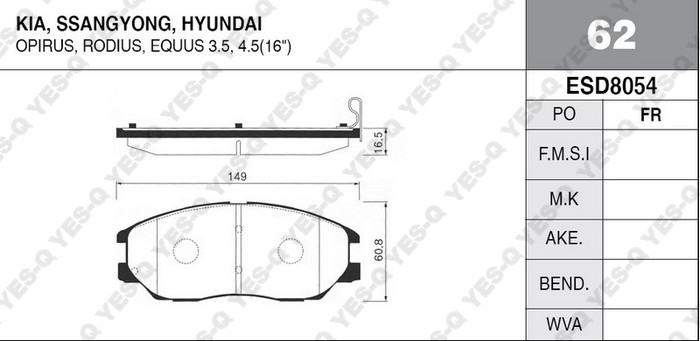 KIA, SSANGYONG, HYUNDAI
OPIRUS, RODIUS, EQUUS 3.5, 4.5(16")
62
ESD8054
PO FR
F.M.S.I
M.K
AKE.
BEND.
WVA
16.5
149
60.8
YES-Q YES-Q YES-Q YES-Q YES-Q